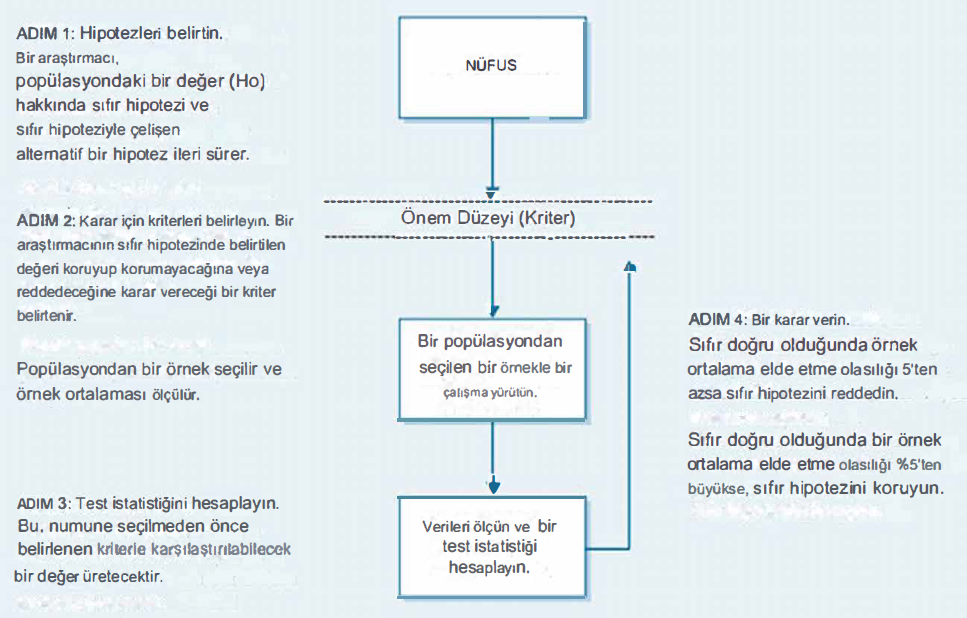 ADIM 1: Hipotezleri belirtin.
Bir araştırmacı,
popülasyondaki bir değer (Ho)
hakkında sıfır hipotezi ve
sıfır hipoteziyle çelişen
alternatif bir hipotez ileri sürer.
NÜFUS
ADIM 2: Karar için kriterleri belirleyın. Bir
araştırmacının sıfır hipotezinde belirtilen
değeri koruyup korumayacağına veya
reddedeceğine karar vereceği bir kriter
belirtenir.
Önem Düzeyi (Kriter)
Popülasyondan bir örnek seçilir ve
örnek ortalaması ölçülür.
Bir popülasyondan
seçilen bir örnekle bir
çalışma yürütün.
ADIM 3: Test istatistiğini hesaplayın.
Bu, numune seçilmeden önce
belirlenen kriterle karşılaştırılabilecek
bir değer üretecektir.
Verileri ölçün ve bir
test istatistiği
hesaplayın.
ADIM 4: Bir karar verin.
Sıfır doğru olduğunda örnek
ortalama elde etme olasılığı 5'ten
azsa sıfır hipotezini reddedin.
Sıfır doğru olduğunda bir örnek
ortalama elde etme olasılığı %5'ten
büyükse, sıfır hipotezini koruyun.